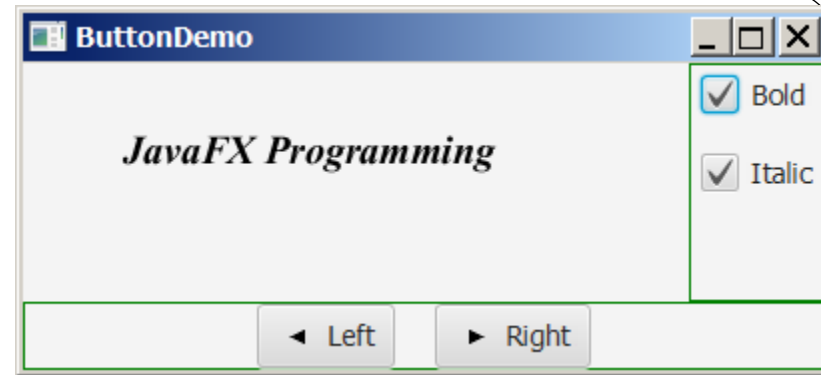 ButtonDemo
Bold
JavaFX Programming
Italic
◄ Left ► Right